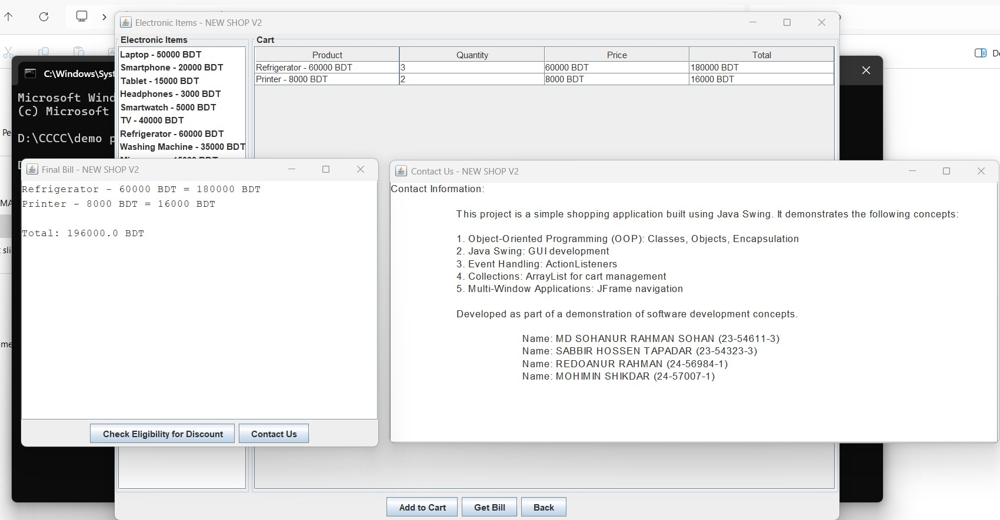 Electronic Items - NEW SHOP V2
De
C:\Windows\Syst
Microsoft Wind
(c) Microsoft
D:\CCCC\demo p
Pe
MA
sli
me
Electronic Items
Laptop - 50000 BDT
Smartphone - 20000 BDT
Tablet - 15000 BDT
Headphones - 3000 BDT
Smartwatch - 5000 BDT
TV - 40000 BDT
Refrigerator - 60000 BDT
Washing Machine - 35000 BDT
Cart
Product Quantity Price Total
Refrigerator - 60000 BDT 3 60000 BDT 180000 BDT
Printer - 8000 BDT 2 8000 BDT 16000 BDT
Final Bill - NEW SHOP V2
Refrigerator - 60000 BDT = 180000 BDT
Printer - 8000 BDT = 16000 BDT
Total: 196000.0 BDT
Check Eligibility for Discount
Contact Us
Contact Us - NEW SHOP V2
Contact Information:
This project is a simple shopping application built using Java Swing. It demonstrates the following concepts:
1. Object-Oriented Programming (OOP): Classes, Objects, Encapsulation
2. Java Swing: GUI development
3. Event Handling: ActionListeners
4. Collections: ArrayList for cart management
5. Multi-Window Applications: JFrame navigation
Developed as part of a demonstration of software development concepts.
Name: MD SOHANUR RAHMAN SOHAN (23-54611-3)
Name: SABBIR HOSSEN TAPADAR (23-54323-3)
Name: REDOANUR RAHMAN (24-56984-1)
Name: MOHIMIN SHIKDAR (24-57007-1)
Add to Cart
Get Bill
Back